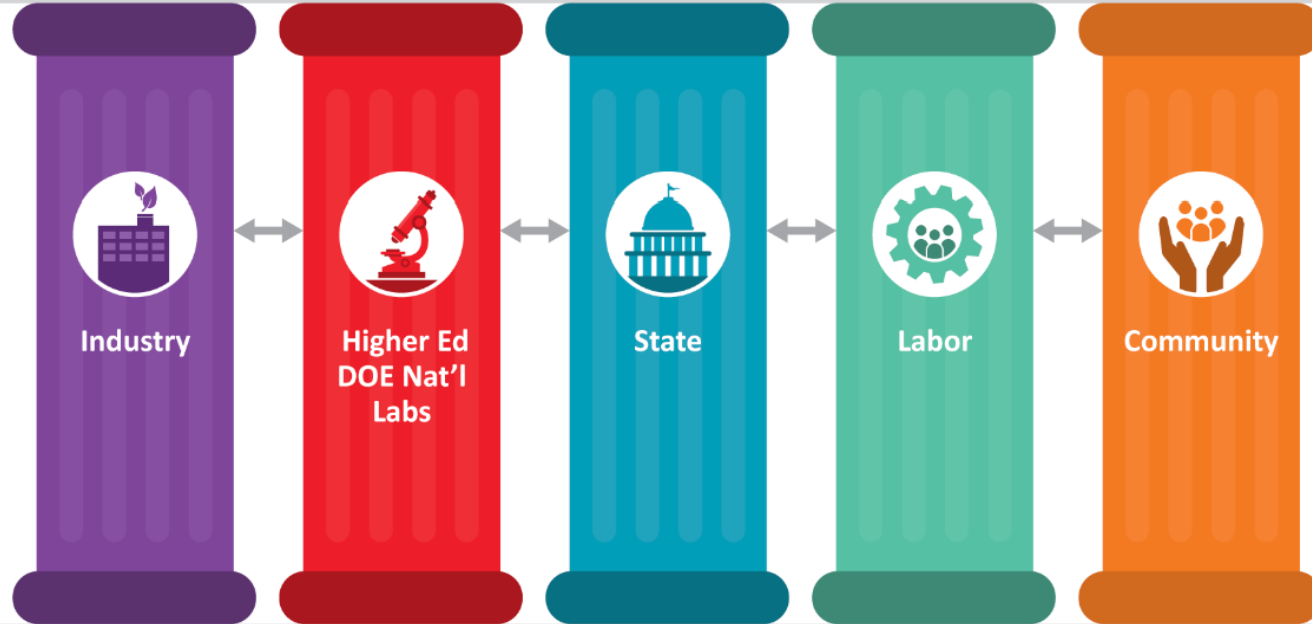 Industry
Higher Ed
DOE Nat'l
Labs
State
Labor
Community